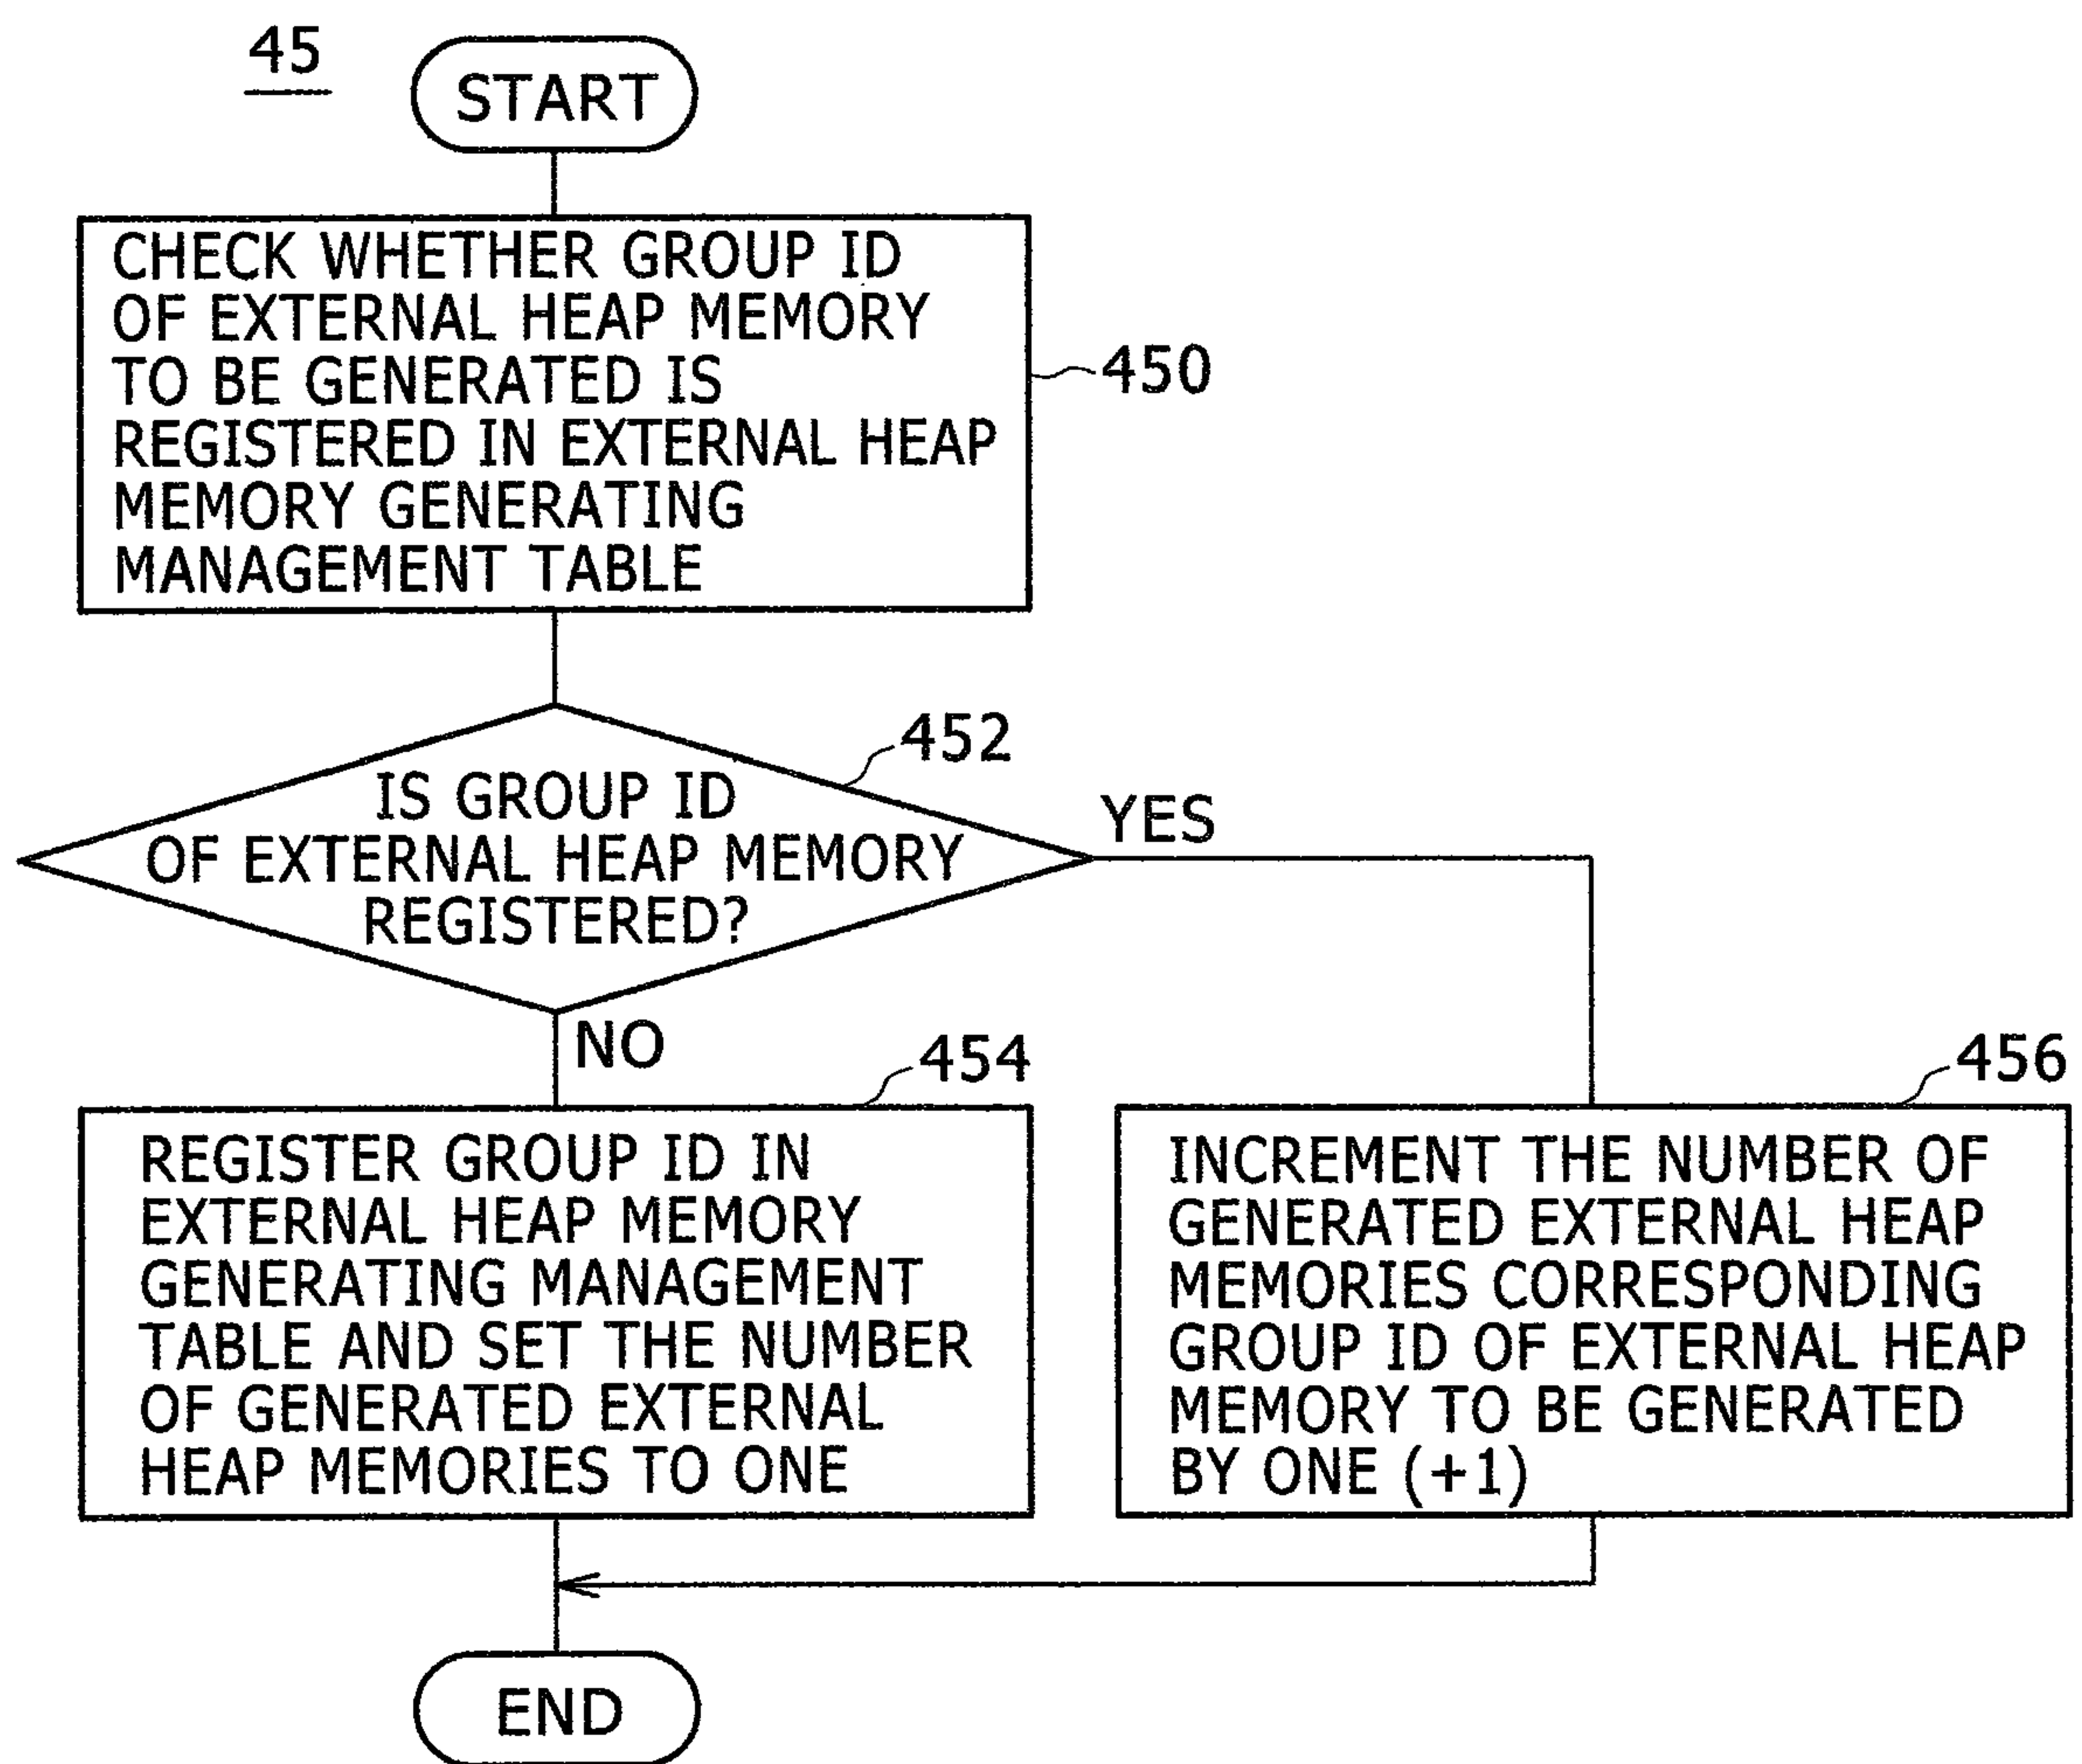 45
START
CHECK WHETHER GROUP ID
OF EXTERNAL HEAP MEMORY
TO BE GENERATED IS
REGISTERED IN EXTERNAL HEAP
MEMORY GENERATING
MANAGEMENT TABLE
450
452
IS GROUP ID
OF EXTERNAL HEAP MEMORY
REGISTERED?
YES
NO
454
REGISTER GROUP ID IN
EXTERNAL HEAP MEMORY
GENERATING MANAGEMENT
TABLE AND SET THE NUMBER
OF GENERATED EXTERNAL
HEAP MEMORIES TO ONE
456
INCREMENT THE NUMBER OF
GENERATED EXTERNAL HEAP
MEMORIES CORRESPONDING
GROUP ID OF EXTERNAL HEAP
MEMORY TO BE GENERATED
BY ONE (+1)
END